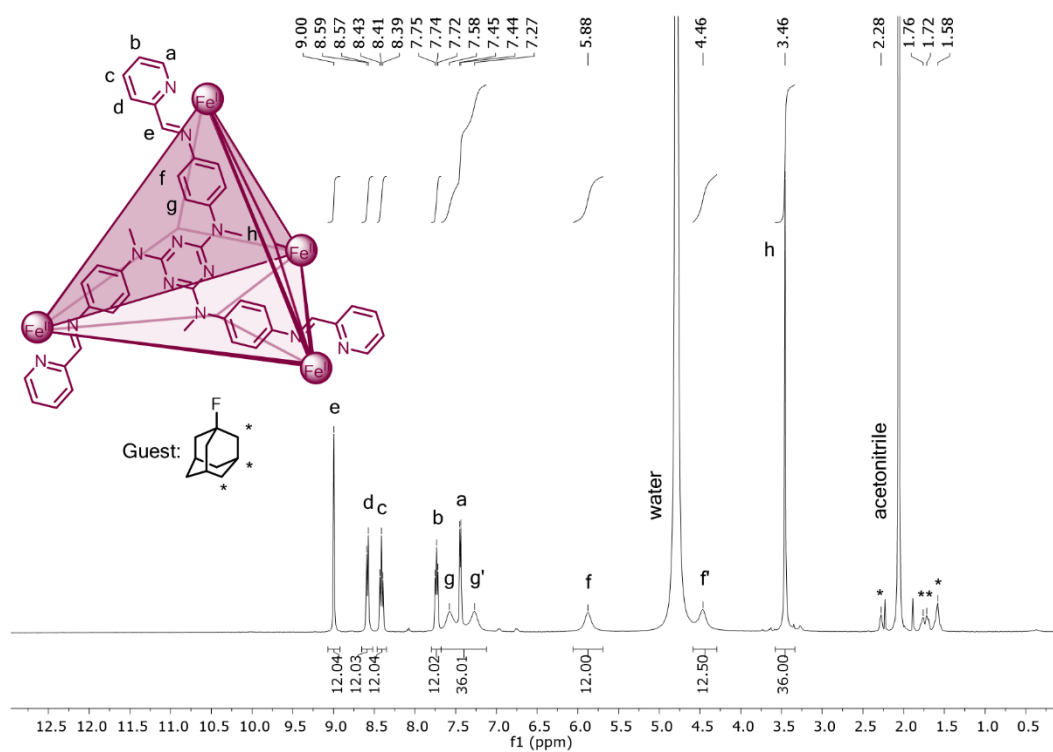 9.00
8.59
8.57
8.43
8.41
8.39
7.75
7.74
7.72
7.58
7.45
7.44
7.27
5.88
4.46
3.46
2.28
1.76
1.72
1.58
b
a
c
N
d
Fe^II
e
N
f
g
N
h
N N
N
N
Fe^II
N
Fe^II
N
N
N
N
N
Fe^II
h
F
Guest:
*
*
*
e
d
c
b
a
g
g'
f
water
f'
acetonitrile
*
**
*
12.04
12.03
12.04
12.02
36.01
12.00
12.50
36.00
12.5 12.0 11.5 11.0 10.5 10.0 9.5 9.0 8.5 8.0 7.5 7.0 6.5 6.0 5.5 5.0 4.5 4.0 3.5 3.0 2.5 2.0 1.5 1.0 0.5
f1 (ppm)